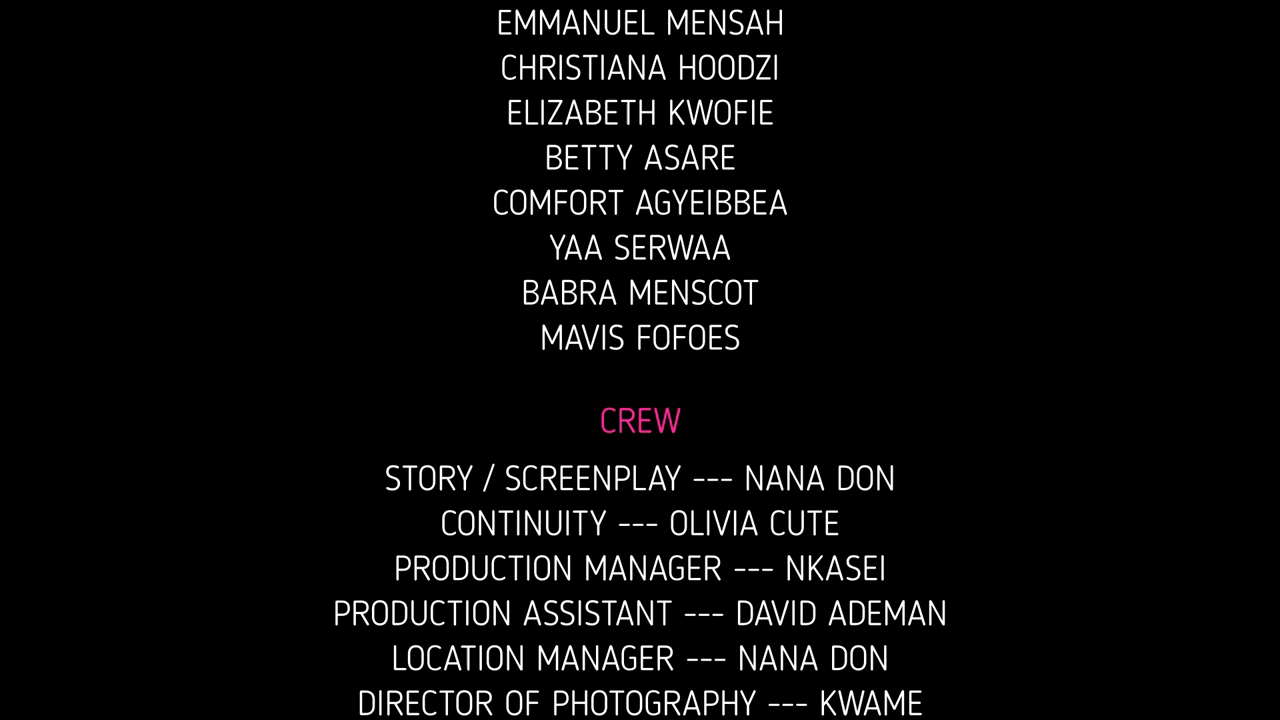 EMMANUEL MENSAH
CHRISTIANA HOODZI
ELIZABETH KWOFIE
BETTY ASARE
COMFORT AGYEIBBEA
YAA SERWAA
BABRA MENSCOT
MAVIS FOFOES
CREW
STORY / SCREENPLAY --- NANA DON
CONTINUITY --- OLIVIA CUTE
PRODUCTION MANAGER --- NKASEI
PRODUCTION ASSISTANT --- DAVID ADEMAN
LOCATION MANAGER --- NANA DON
DIRECTOR OF PHOTOGRAPHY --- KWAME